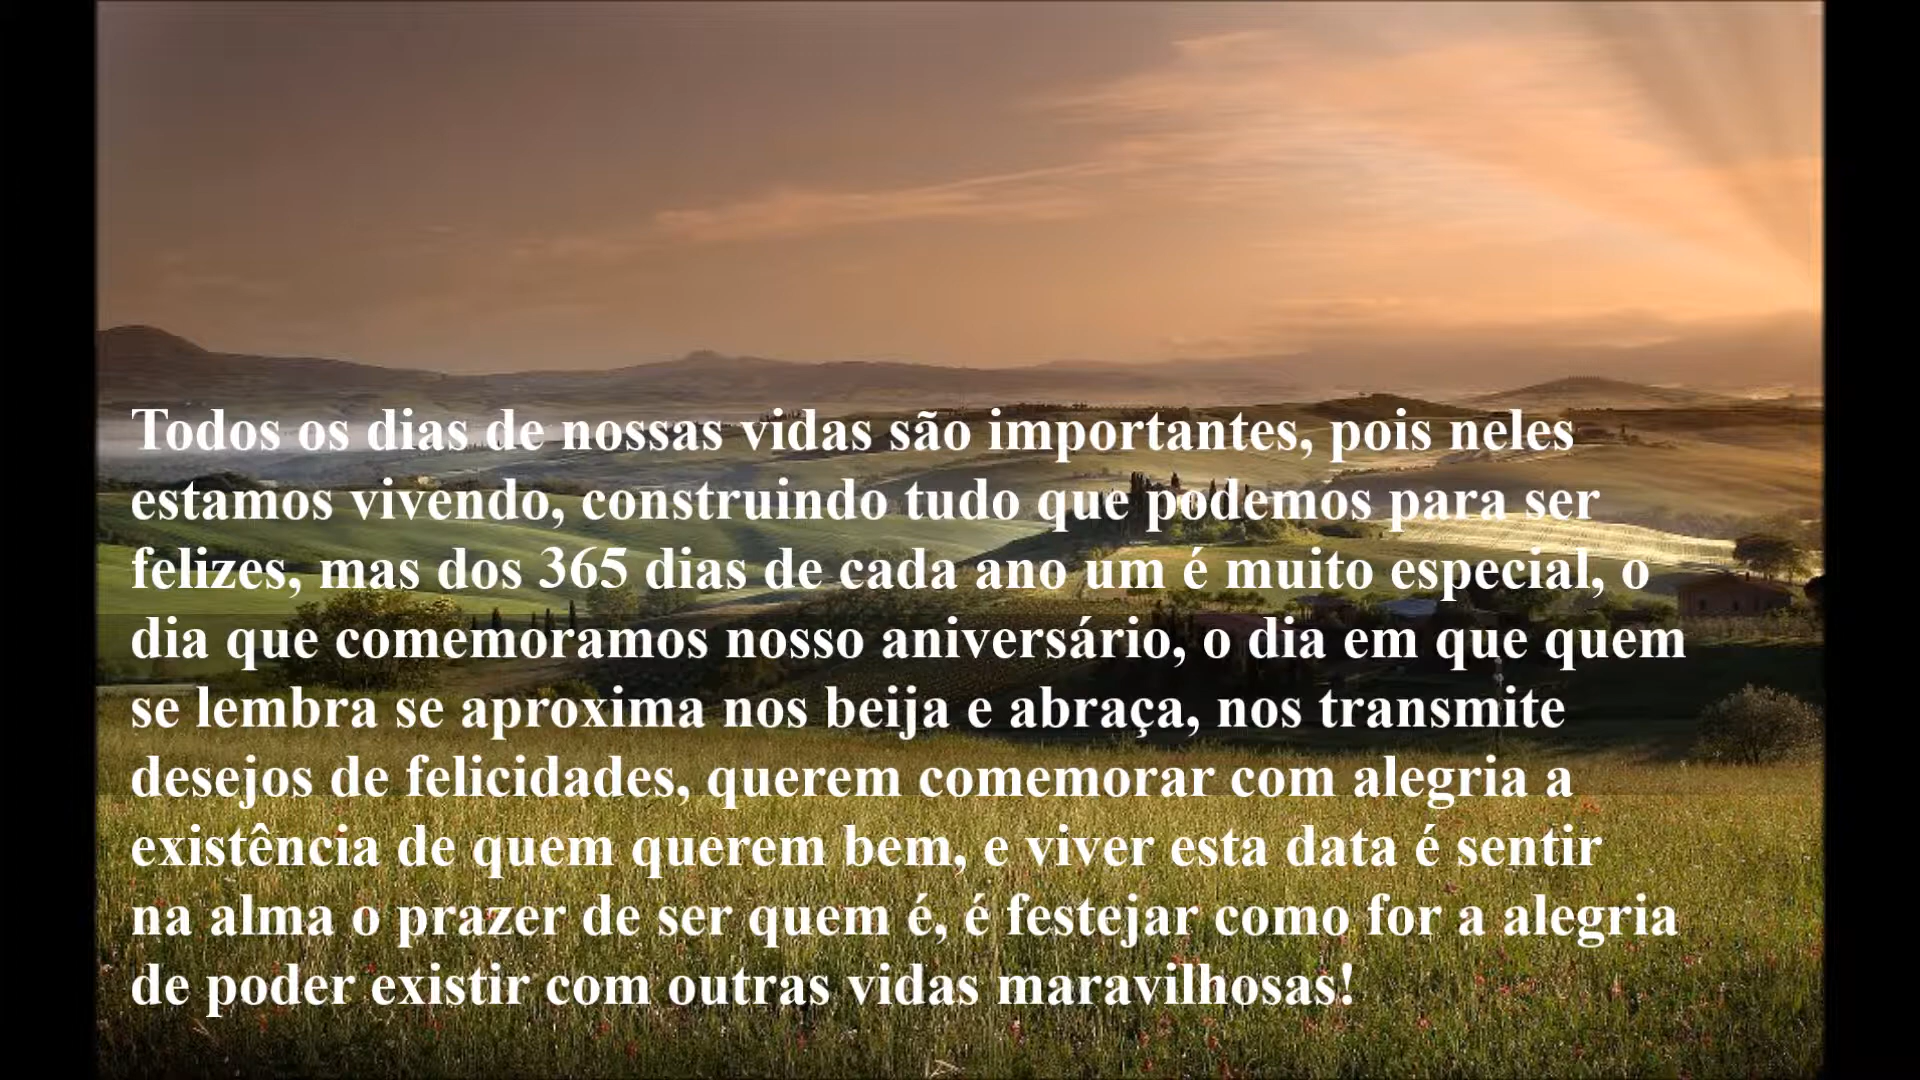 Todos os dias de nossas vidas são importantes, pois neles
estamos vivendo, construindo tudo que podemos para ser
felizes, mas dos 365 dias de cada ano um é muito especial, o
dia que comemoramos nosso aniversário, o dia em que quem
se lembra se aproxima nos beija e abraça, nos transmite
desejos de felicidades, querem comemorar com alegria a
existência de quem querem bem, e viver esta data é sentir
na alma o prazer de ser quem é, é festejar como for a alegria
de poder existir com outras vidas maravilhosas!